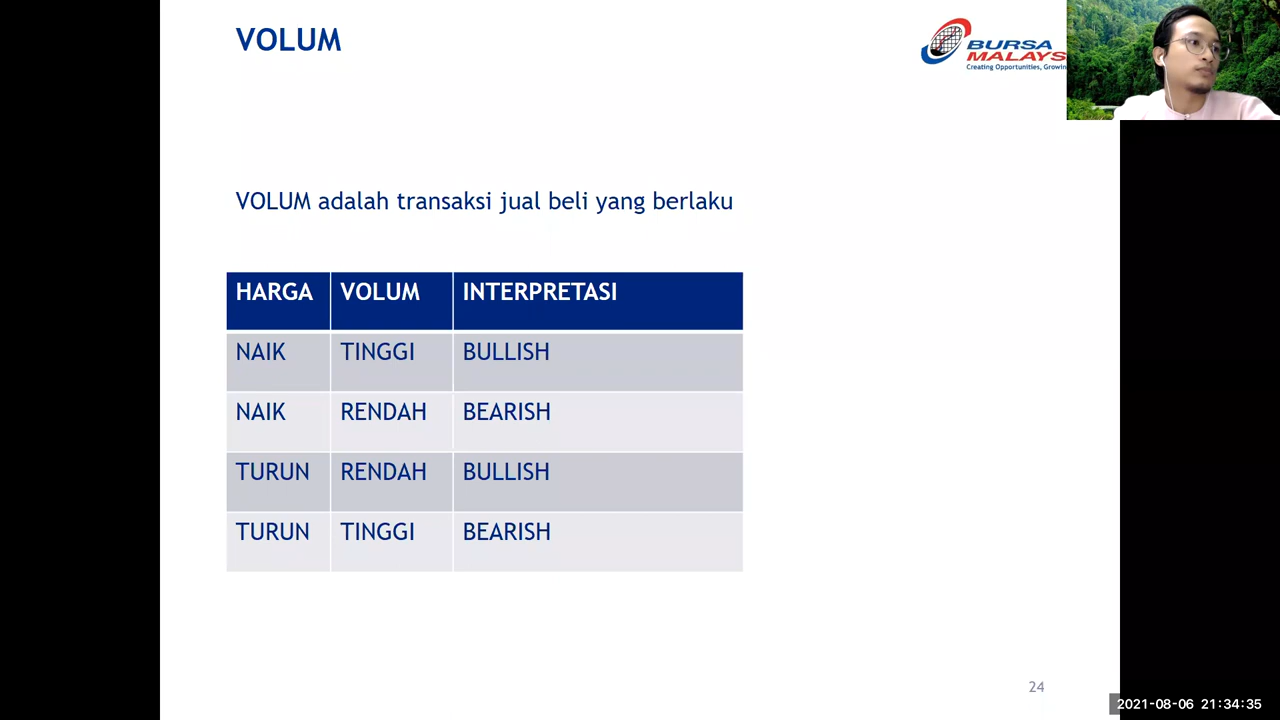 VOLUM
BURSA
MALAYS
Creating Opportunities, Growin
VOLUM adalah transaksi jual beli yang berlaku
HARGA VOLUM INTERPRETASI
NAIK TINGGI BULLISH
NAIK RENDAH BEARISH
TURUN RENDAH BULLISH
TURUN TINGGI BEARISH
24
2021-08-06 21:34:35